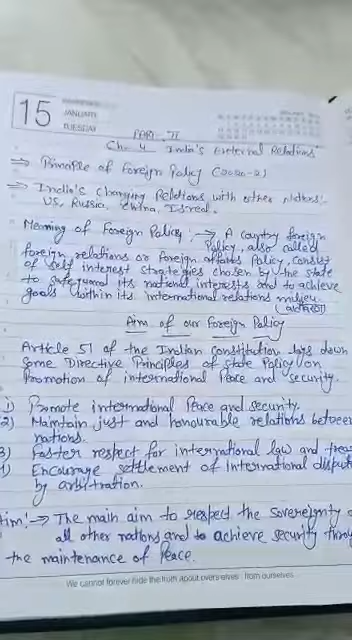 15
JANUARY
TUESDAY
PART-II
Ch-4 India's External Relations
⇒ Principle of Foreign Policy (2020-21)
⇒ India's Changing Relations with other nations:
US, Russia, China, Israel.
Meaning of Foreign Policy :→ A country foreign
Policy, also called
foreign relations or foreign affairs Policy, consist
of self interest strategies chosen by the state
to safeguard its national interests and to achieve
goals within its international relations milieu
Aim of our Foreign Policy
Article 51 of the Indian constitution lays down
Some Directive Principles of State Policy on
Promotion of international Peace and security.
1) Promote international Peace and security.
2) Maintain just and honourable relations between
nations.
3) Foster respect for international law and
4) Encourage settlement of International
by arbitration.
Aim:→ The main aim to respect the Sovereignty
all other nations and to achieve security
the maintenance of Peace.
We cannot forever hide the truth about ourselves from ourselves